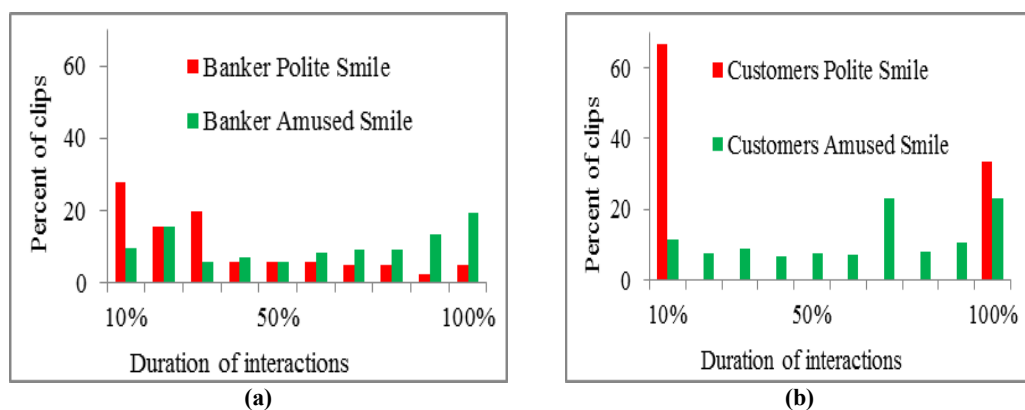 60
40
20
0
Percent of clips
Banker Polite Smile
Banker Amused Smile
10% 50% 100%
Duration of interactions
(a)
60
40
20
0
Percent of clips
Customers Polite Smile
Customers Amused Smile
10% 50% 100%
Duration of interactions
(b)